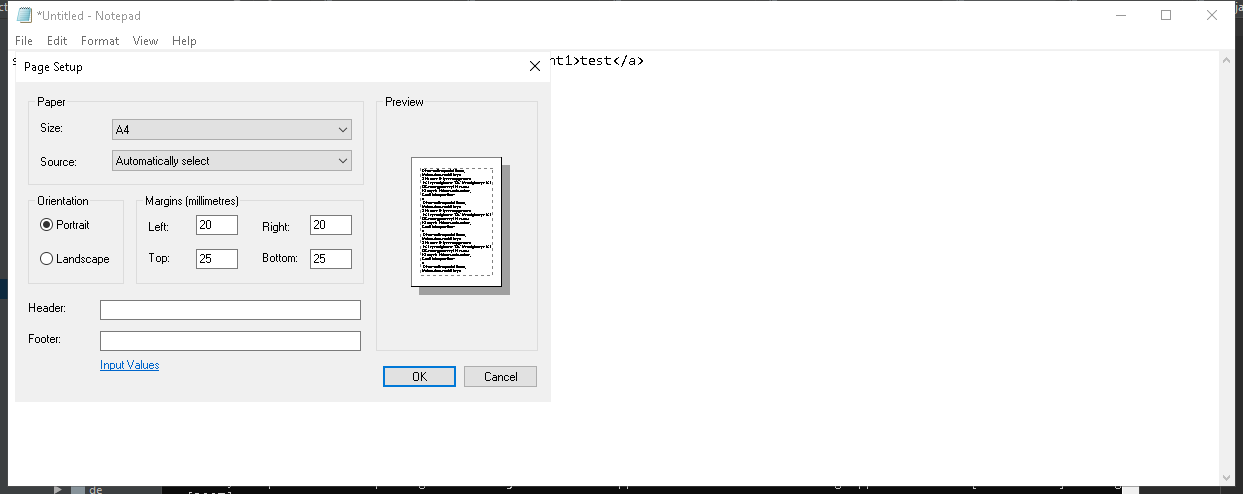 *Untitled - Notepad
File Edit Format View Help
nt1>test</a>
Page Setup
Paper
Size: A4
Source: Automatically select
Orientation
Portrait
Landscape
Margins (millimetres)
Left: 20 Right: 20
Top: 25 Bottom: 25
Header:
Footer:
Input Values
Preview
OK Cancel
de